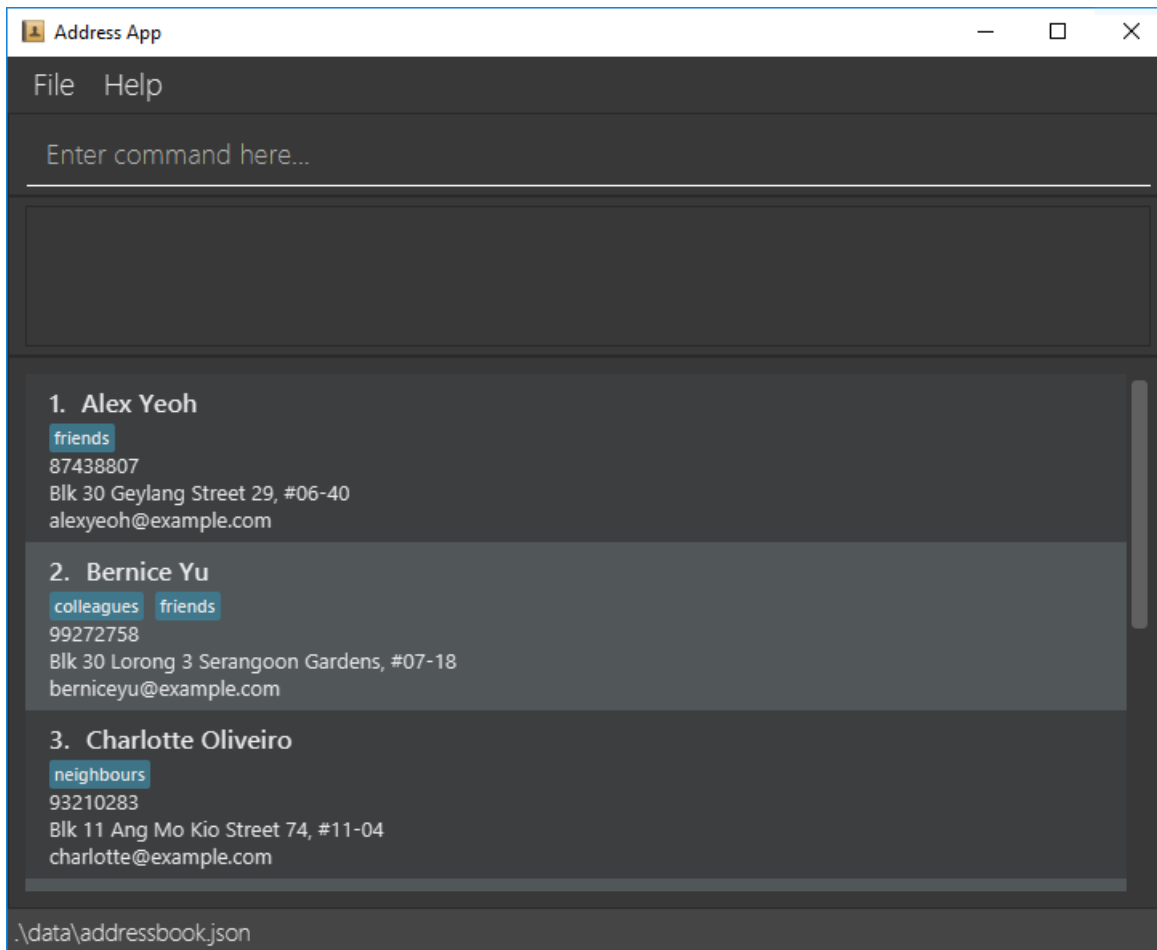 Address App
File Help
Enter command here...
1. Alex Yeoh
friends
87438807
Blk 30 Geylang Street 29, #06-40
alexyeoh@example.com
2. Bernice Yu
colleagues friends
99272758
Blk 30 Lorong 3 Serangoon Gardens, #07-18
berniceyu@example.com
3. Charlotte Oliveiro
neighbours
93210283
Blk 11 Ang Mo Kio Street 74, #11-04
charlotte@example.com
.\data\addressbook.json